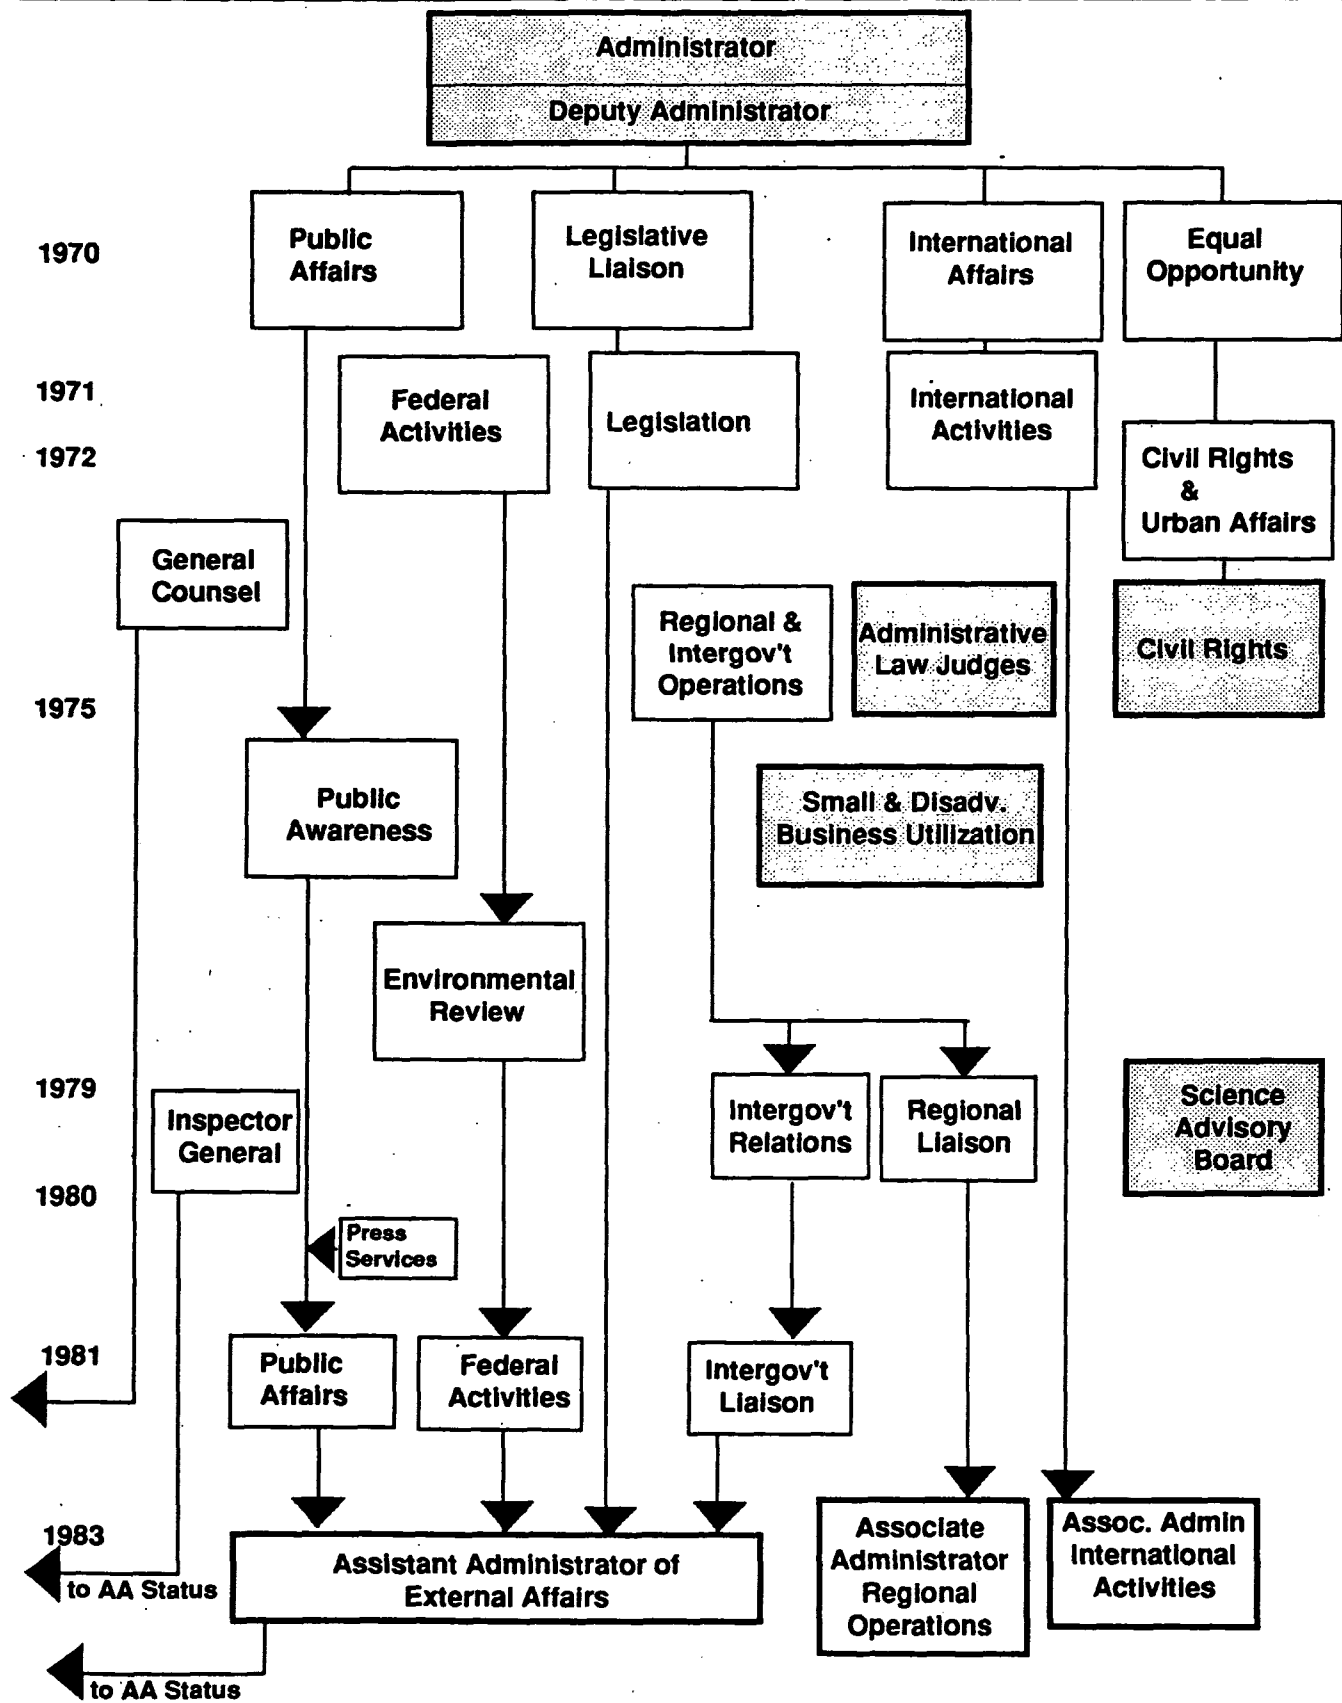 Administrator
Deputy Administrator
1970
Public
Affairs
Legislative
Liaison
International
Affairs
Equal
Opportunity
1971
1972
Federal
Activities
Legislation
International
Activities
Civil Rights
&
Urban Affairs
General
Counsel
Regional &
Intergov't
Operations
Administrative
Law Judges
Civil Rights
1975
Public
Awareness
Small & Disadv.
Business Utilization
Environmental
Review
1979
Inspector
General
Intergov't
Relations
Regional
Liaison
Science
Advisory
Board
1980
Press
Services
1981
Public
Affairs
Federal
Activities
Intergov't
Liaison
1983
to AA Status
Assistant Administrator of
External Affairs
Associate
Administrator
Regional
Operations
Assoc. Admin
International
Activities
to AA Status